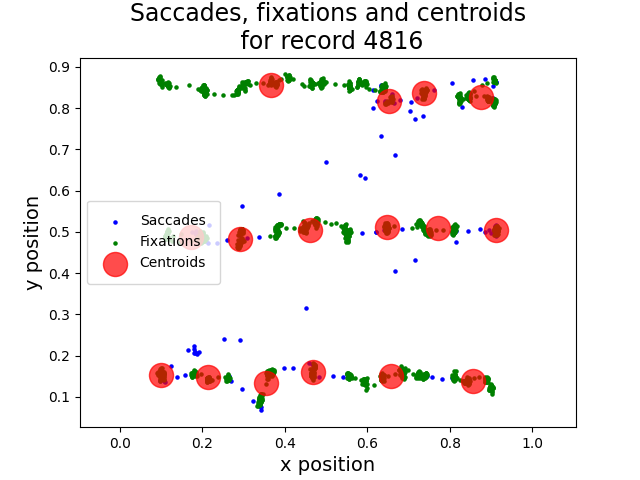 Saccades, fixations and centroids
for record 4816
0.9
0.8
0.7
0.6
0.5
0.4
0.3
0.2
0.1
y position
Saccades
Fixations
Centroids
0.0
0.2
0.4
0.6
0.8
1.0
x position